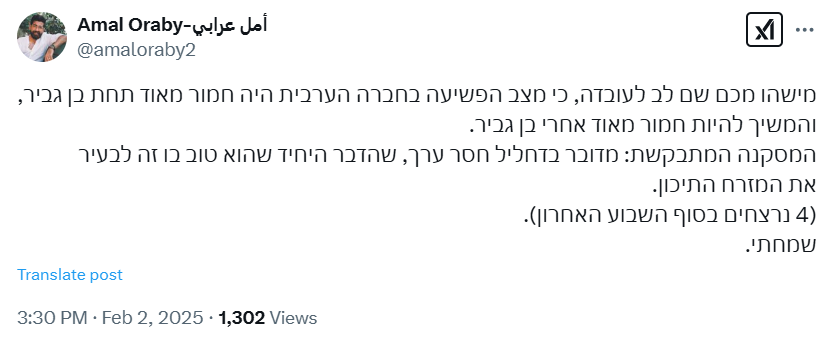 Amal Oraby-أمل عرابي
@amaloraby2
מישהו מכם שם לב לעובדה, כי מצב הפשיעה בחברה הערבית היה חמור מאוד תחת בן גביר,
והמשיך להיות חמור מאוד אחרי בן גביר.
המסקנה המתבקשת: מדובר בדחליל חסר ערך, שהדבר היחיד שהוא טוב בו זה לבעיר
את המזרח התיכון.
(4 נרצחים בסוף השבוע האחרון).
שמחתי.
Translate post
3:30 PM · Feb 2, 2025 · 1,302 Views